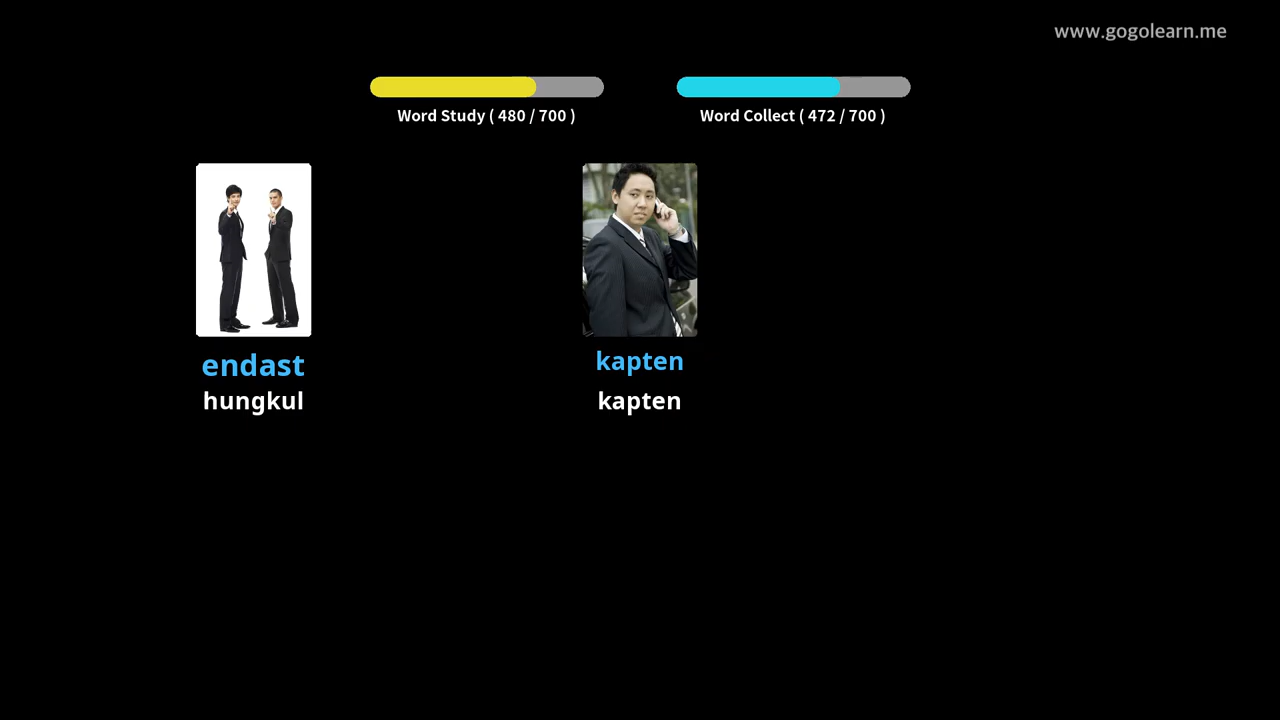 www.gogolearn.me
Word Study ( 480 / 700 )
Word Collect ( 472 / 700 )
endast
hungkul
kapten
kapten